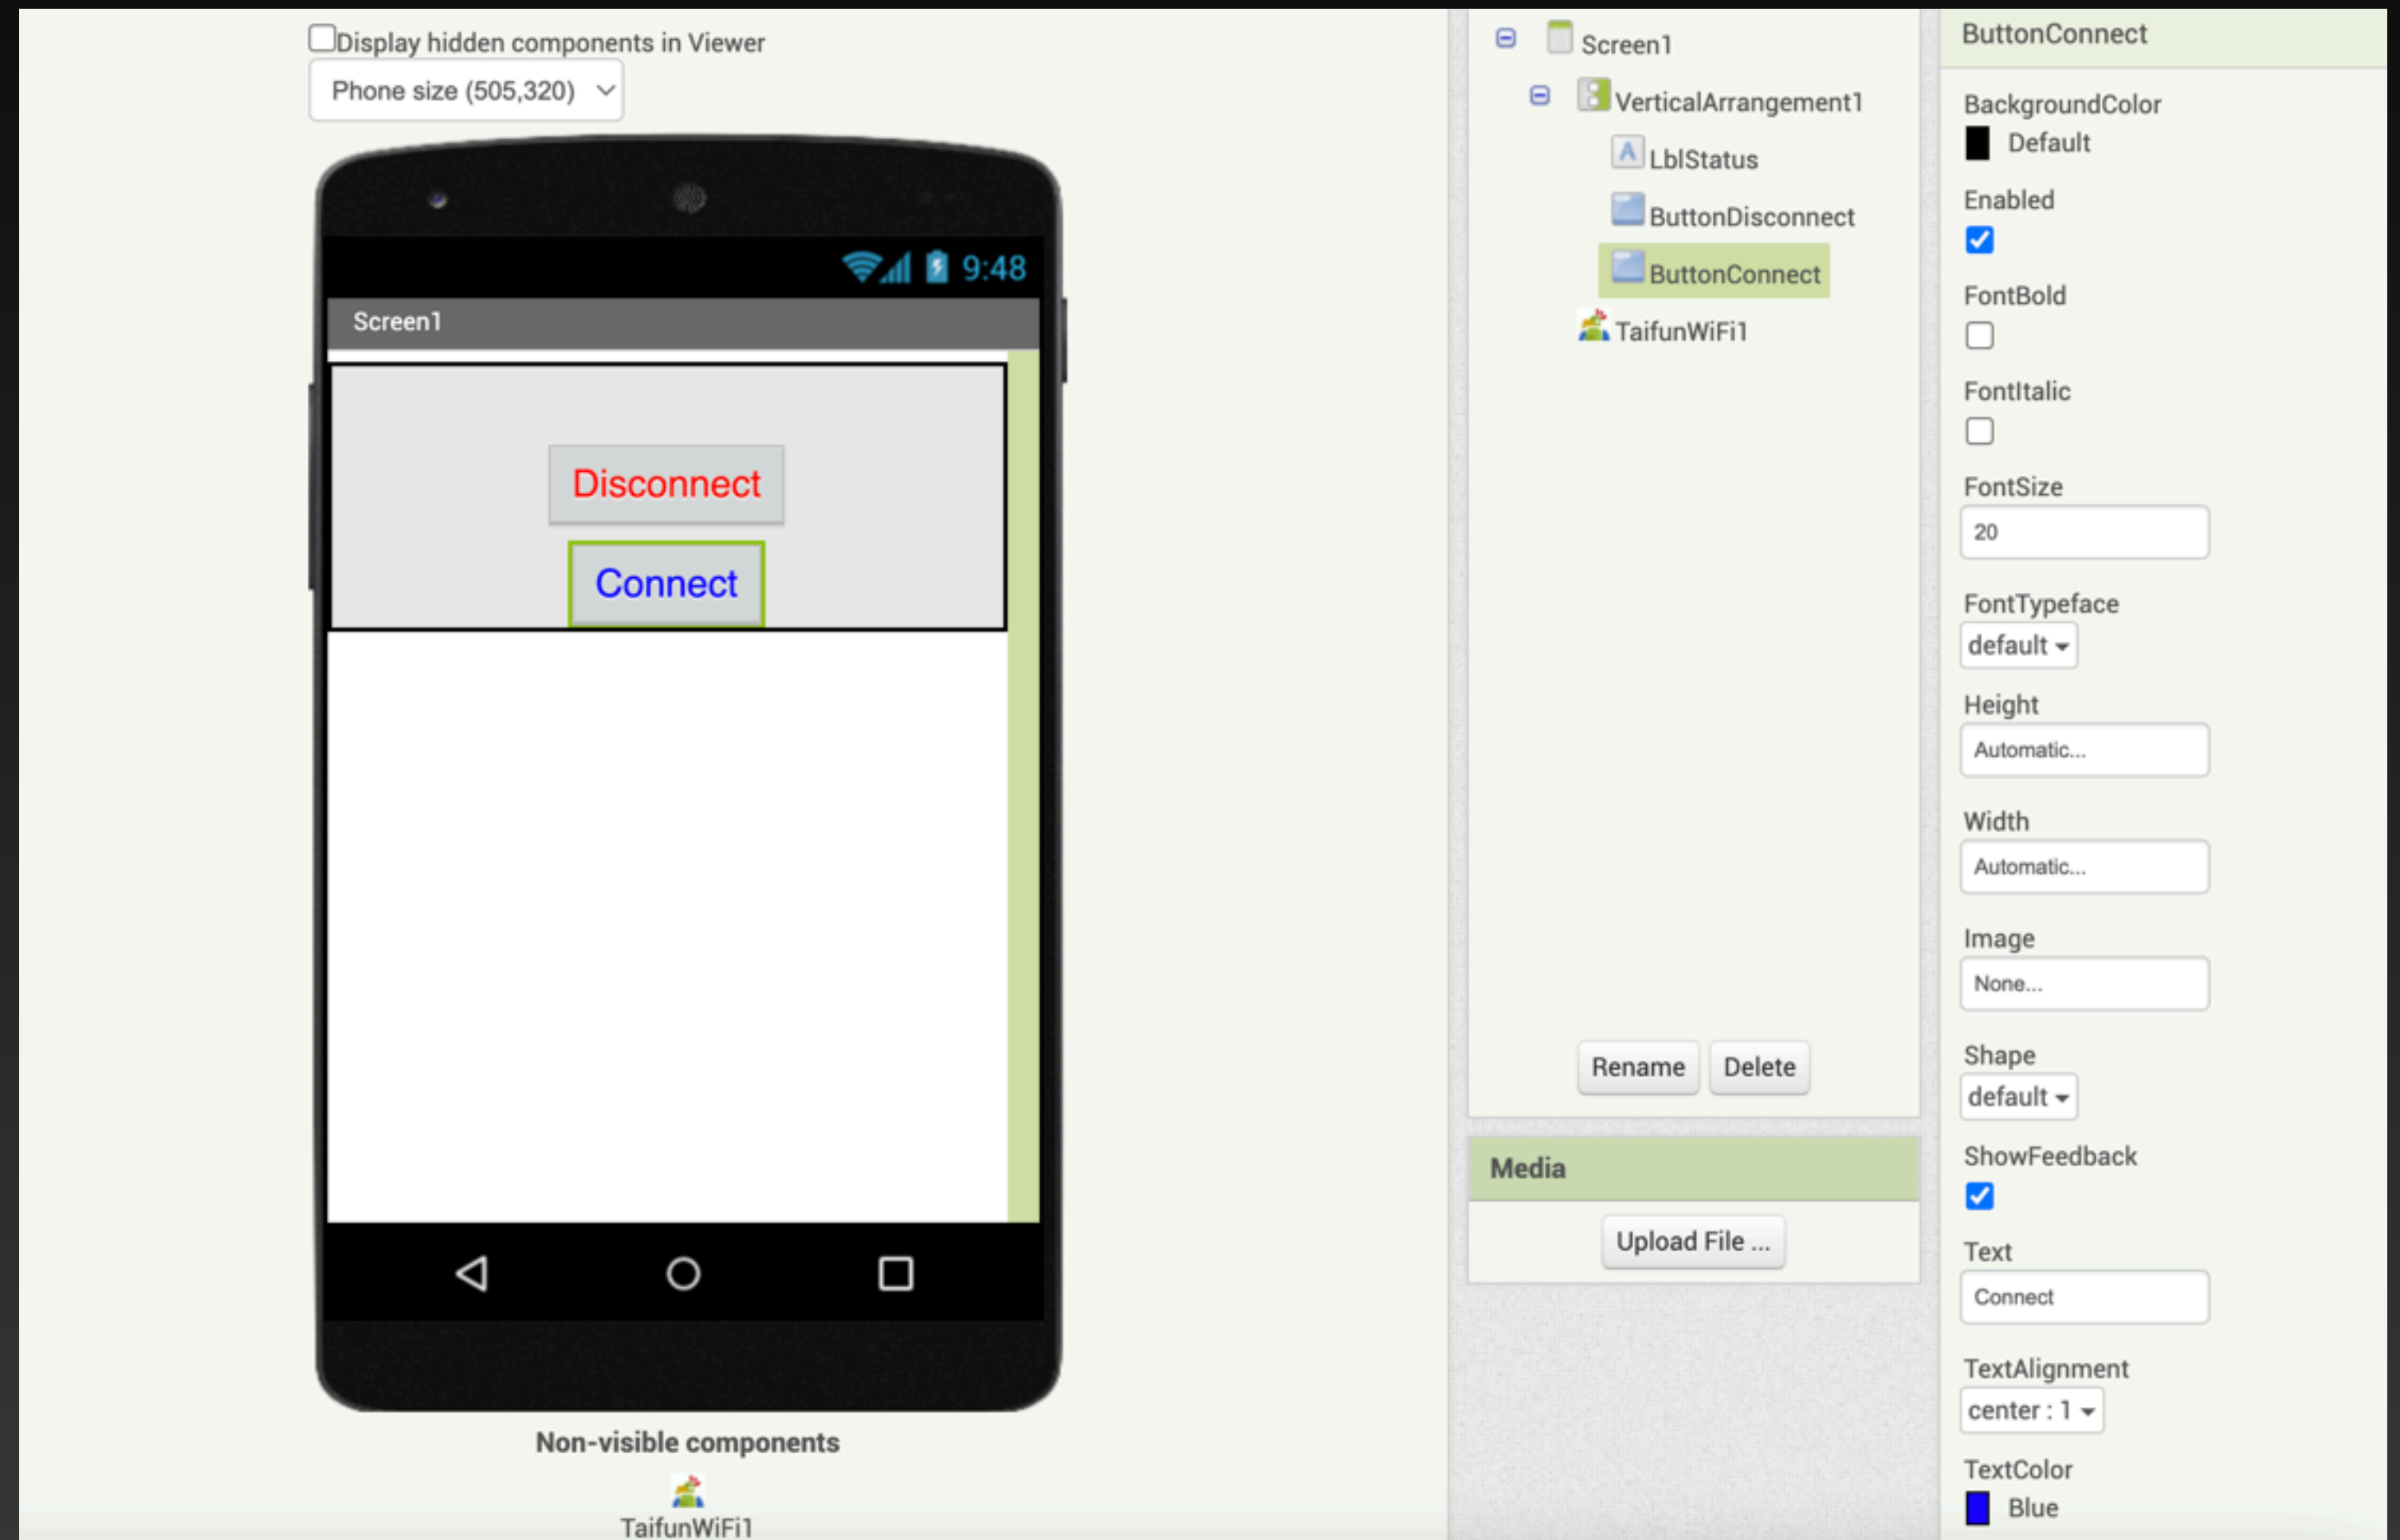 Display hidden components in Viewer
Phone size (505,320)
9:48
Screen1
Disconnect
Connect
Non-visible components
TaifunWiFi1
Screen1
VerticalArrangement1
A LblStatus
ButtonDisconnect
ButtonConnect
TaifunWiFi1
Rename Delete
Media
Upload File ...
ButtonConnect
BackgroundColor
Default
Enabled
FontBold
FontItalic
FontSize
20
FontTypeface
default
Height
Automatic...
Width
Automatic...
Image
None...
Shape
default
ShowFeedback
Text
Connect
TextAlignment
center : 1
TextColor
Blue